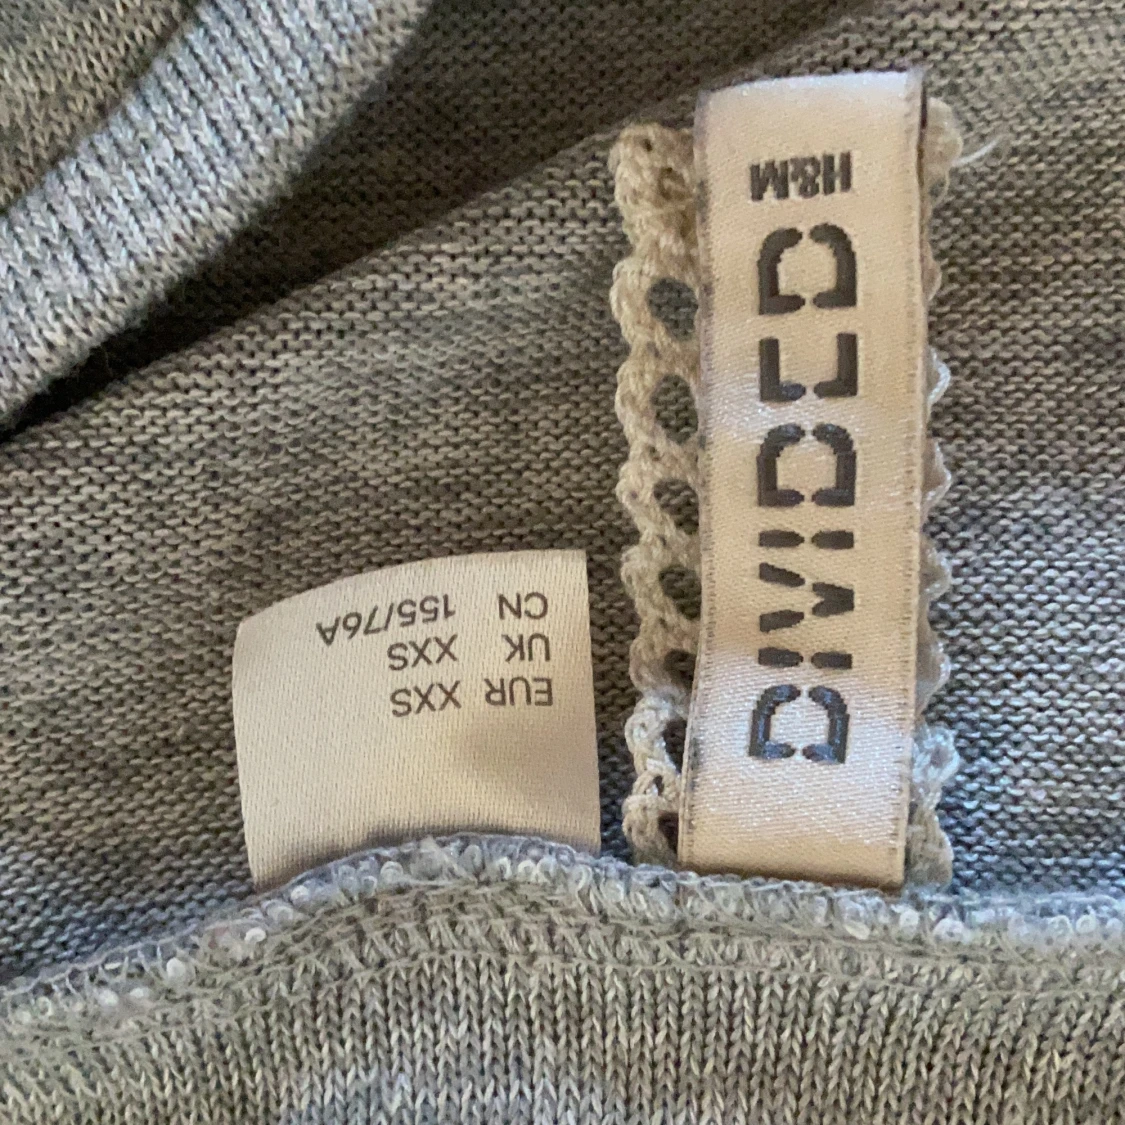 DIVIDED
H&M
EUR XXS
UK XXS
CN 155/76A